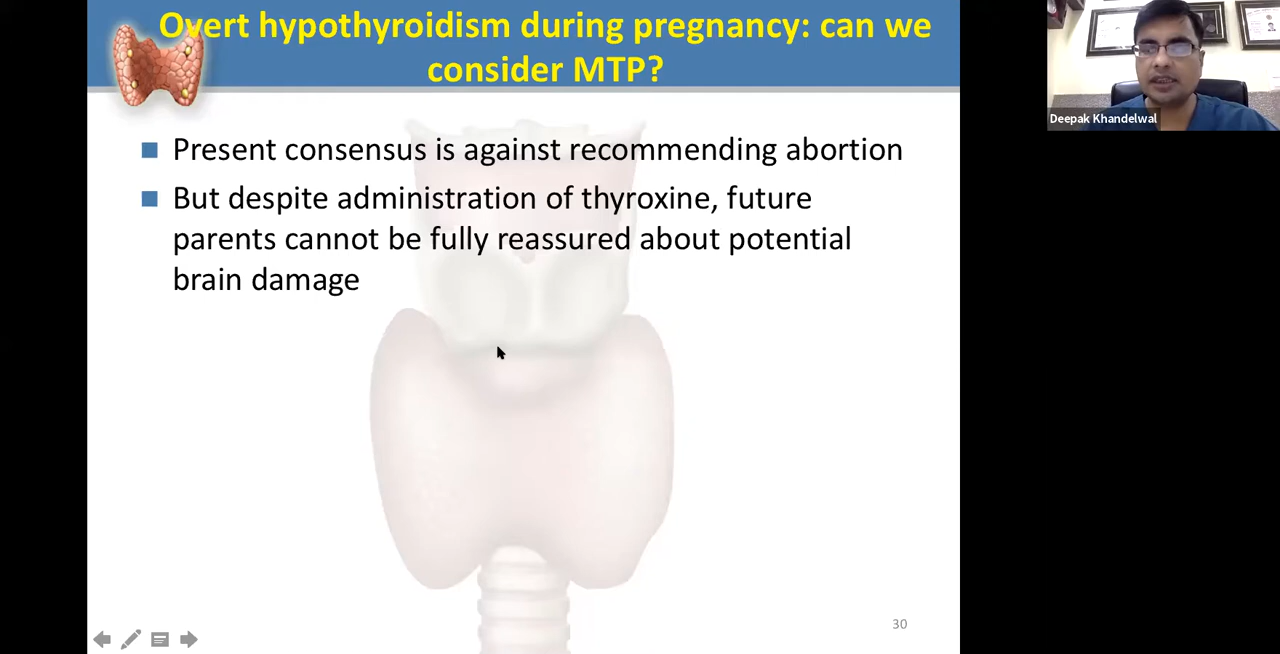 Overt hypothyroidism during pregnancy: can we
consider MTP?
Deepak Khandelwal
Present consensus is against recommending abortion
But despite administration of thyroxine, future
parents cannot be fully reassured about potential
brain damage
30